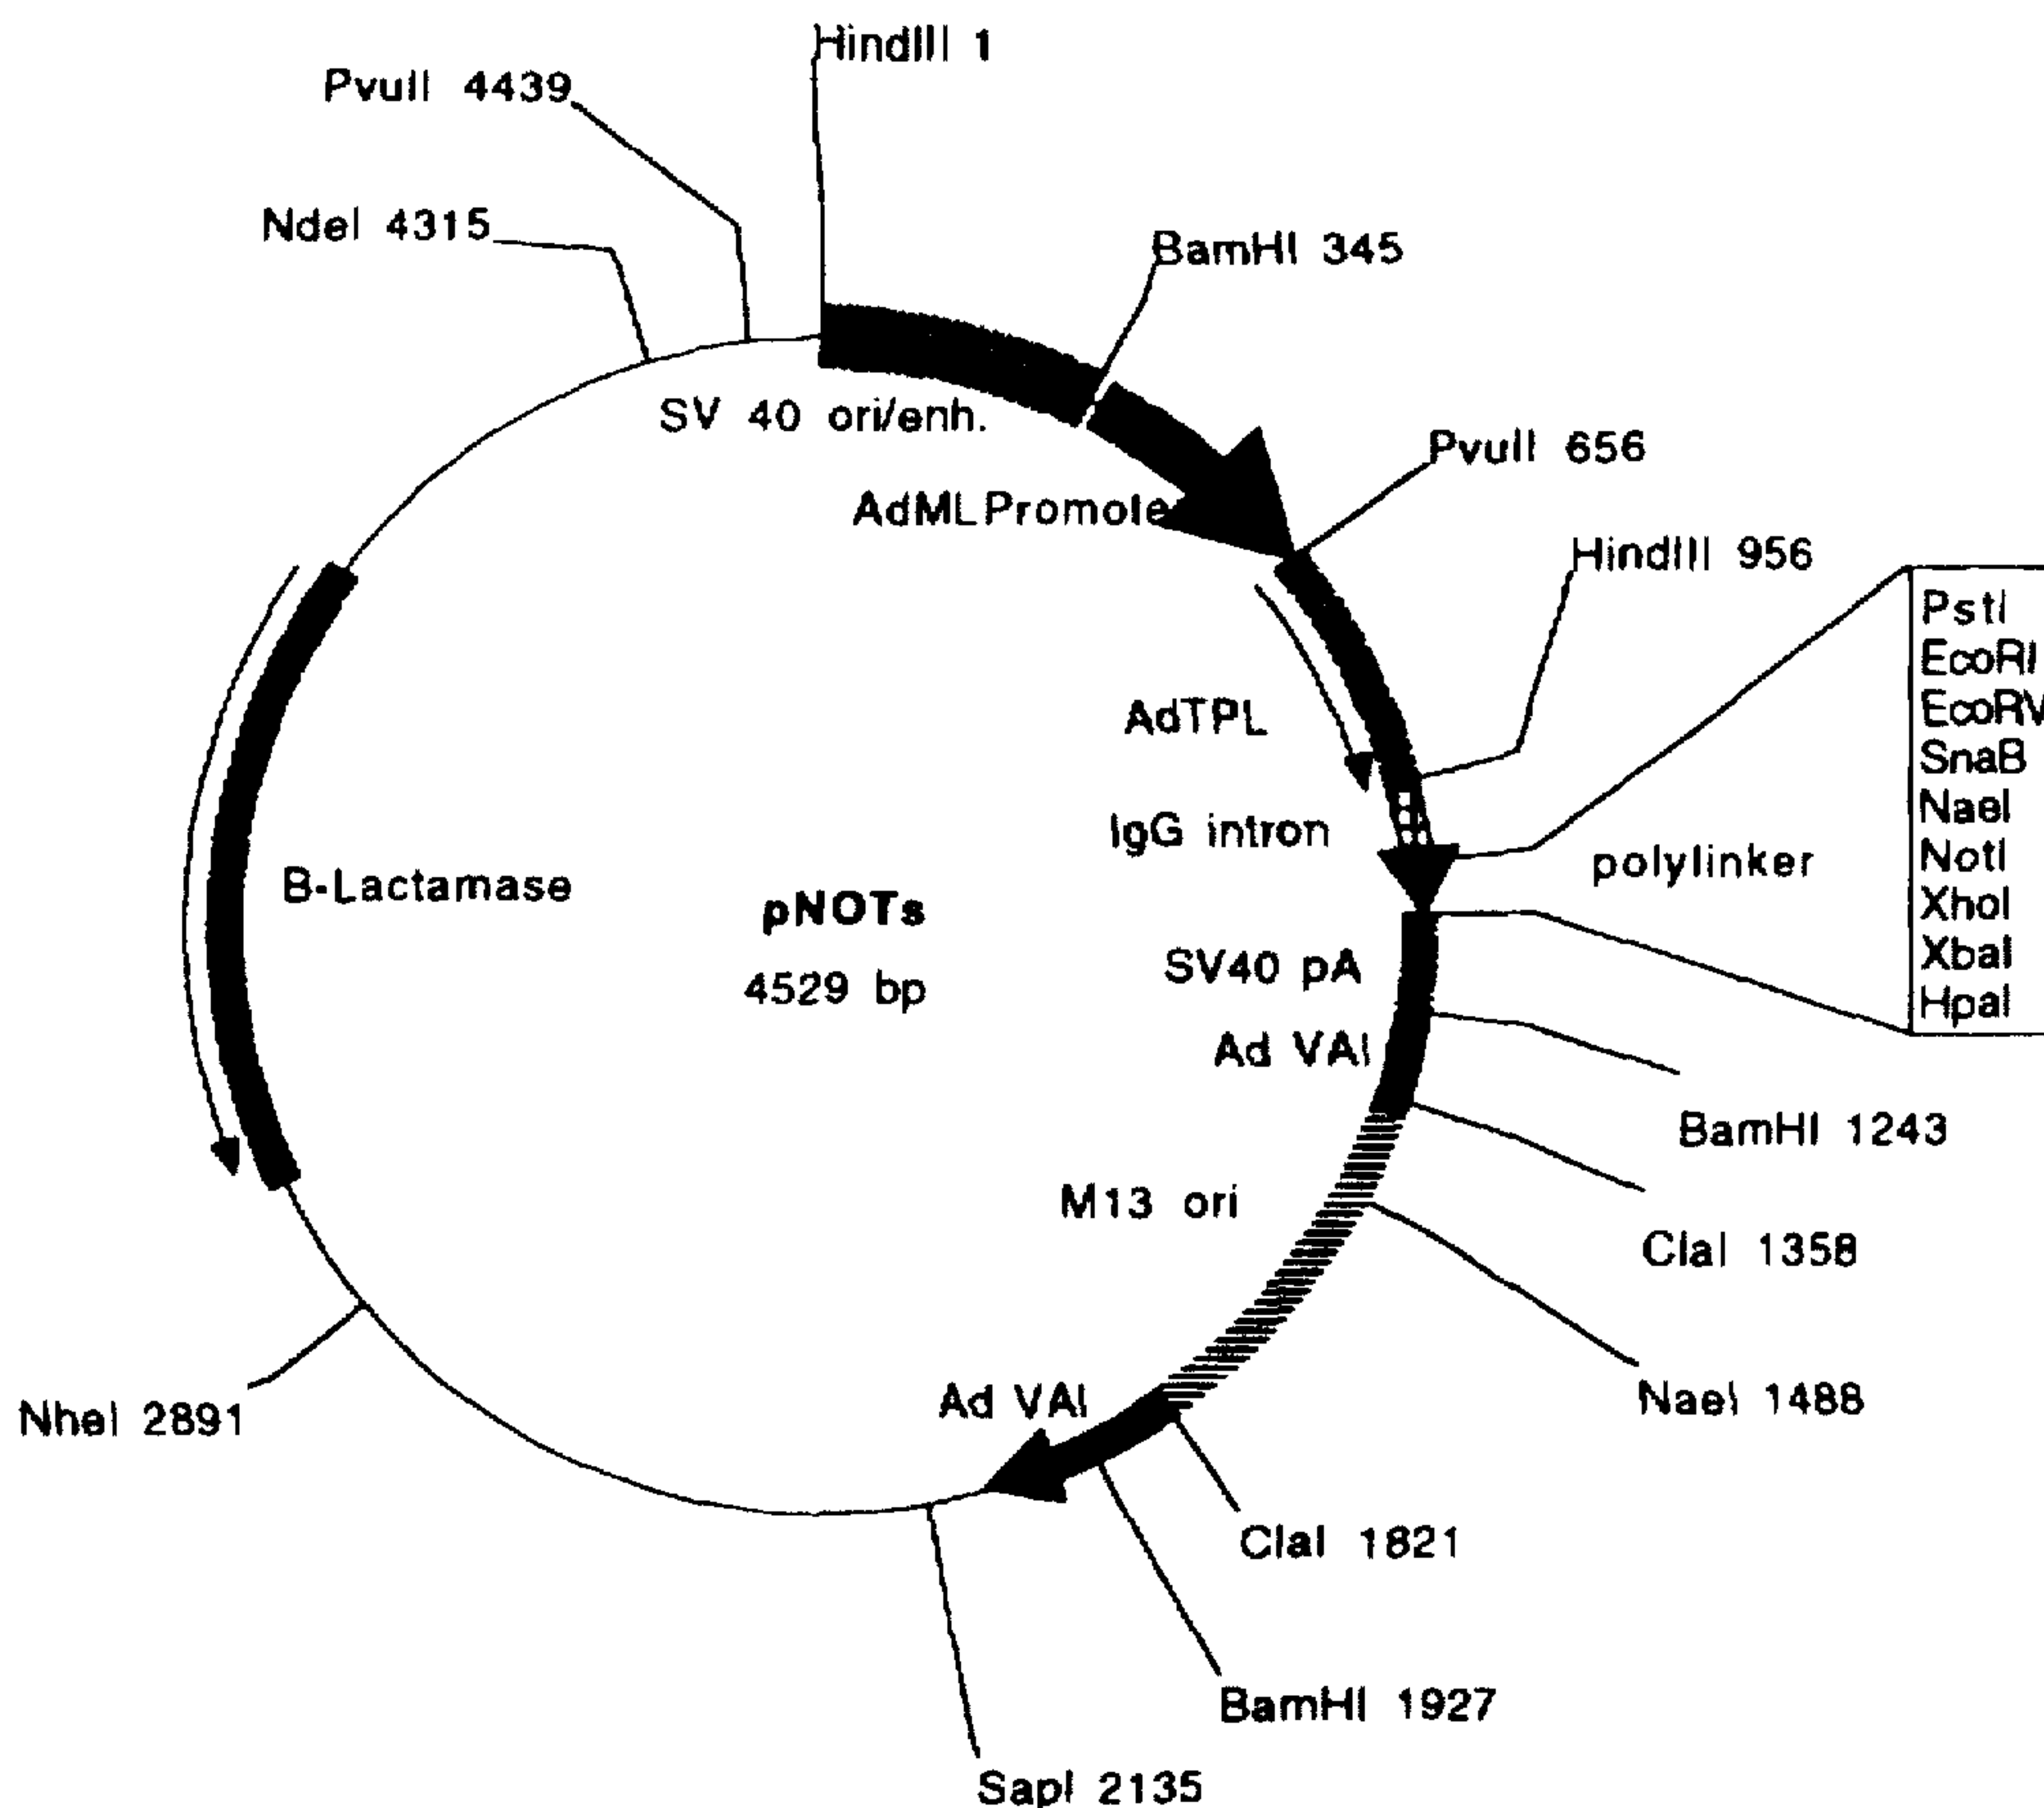 HindIII 1
PvuII 4439
NdeI 4315
BamHI 345
SV 40 ori/enh.
PvuII 656
AdMLPromote
HindIII 956
PstI
EcoRI
EcoRV
SnaB
NaeI
NotI
XhoI
XbaI
HpaI
AdTPL
IgG intron
polylinker
B-Lactamase
pNOTs
4529 bp
SV40 pA
Ad VAI
BamHI 1243
M13 ori
ClaI 1358
NaeI 1488
Ad VAI
NheI 2891
ClaI 1821
BamHI 1927
SapI 2135